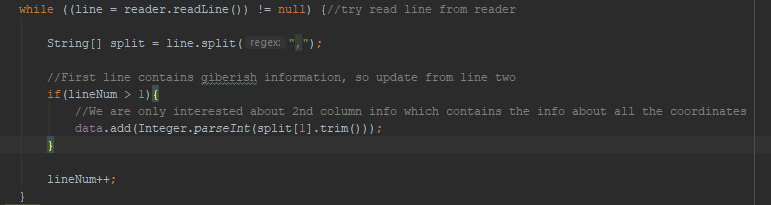 while ((line = reader.readLine()) != null) {//try read line from reader
String[] split = line.split( regex: ",");
//First line contains giberish information, so update from line two
if(lineNum > 1){
//We are only interested about 2nd column info which contains the info about all the coordinates
data.add(Integer.parseInt(split[1].trim()));
}
lineNum++;
}